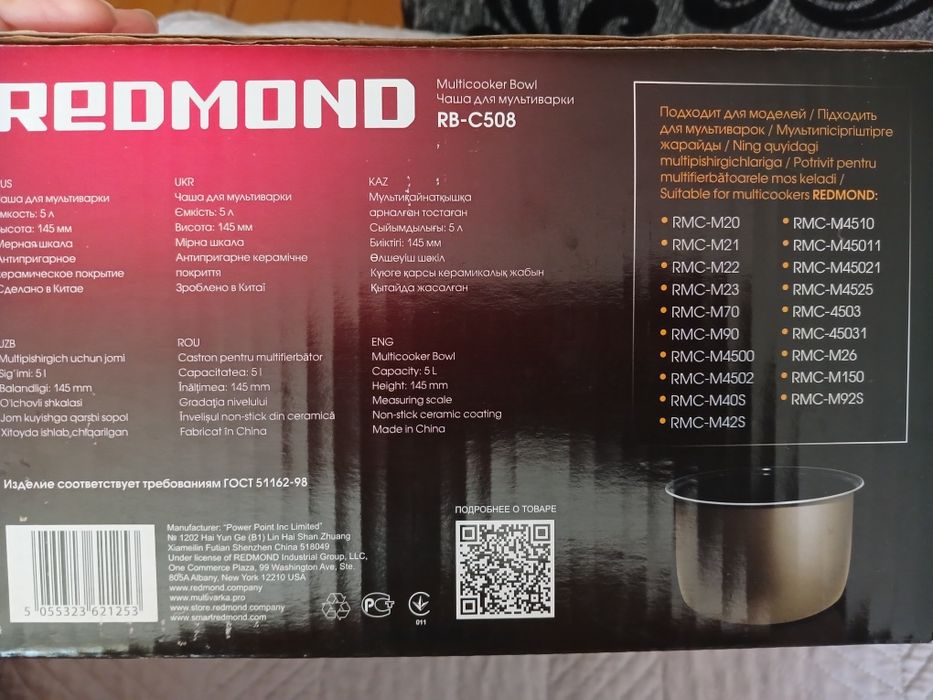 REDMOND
Multicooker Bowl
Чаша для мультиварки
RB-C508
US
аша для мультиварки
мкость: 5 л
ысота: 145 мм
мерная шкала
нтипригарное
ерамическое покрытие
Сделано в Китае
UKR
Чаша для мультиварки
Ємкість: 5 л
Висота: 145 мм
Мірна шкала
Антипригарне керамічне
покриття
Зроблено в Китаї
KAZ
Мультиқайнатқышқа
арналған тостаған
Сыйымдылығы: 5 л
Биіктігі: 145 мм
Өлшеуіш шәкіл
Күюге қарсы керамикалық жабын
Қытайда жасалған
UZB
Multipishirgich uchun jomi
Sig'imi: 5 l
Balandligi: 145 mm
O'lchovli shkalasi
Jom kuyishga qarshi sopol
Xitoyda ishlab chiqarilgan
ROU
Castron pentru multifierbător
Capacitatea: 5 l
Înălțimea: 145 mm
Gradația nivelului
Învelișul non-stick din ceramică
Fabricat în China
ENG
Multicooker Bowl
Capacity: 5 L
Height: 145 mm
Measuring scale
Non-stick ceramic coating
Made in China
Подходит для моделей / Підходить
для мультиварок / Мультипісіргіштірге
жарайды / Ning quyidagi
multipishirgichlariga / Potrivit pentru
multifierbătoarele mos keladi /
Suitable for multicookers REDMOND:
• RMC-M20
• RMC-M21
• RMC-M22
• RMC-M23
• RMC-M70
• RMC-M90
• RMC-M4500
• RMC-M4502
• RMC-M40S
• RMC-M42S
• RMC-M4510
• RMC-M45011
• RMC-M45021
• RMC-M4525
• RMC-4503
• RMC-45031
• RMC-M26
• RMC-M150
• RMC-M92S
Изделие соответствует требованиям ГОСТ 51162-98
5 055323 621253
Manufacturer: "Power Point Inc Limited"
№ 1202 Hai Yun Ge (B1) Lin Hai Shan Zhuang
Xiameilin Futian Shenzhen China 518049
Under license of REDMOND Industrial Group, LLC,
One Commerce Plaza, 99 Washington Ave, Ste.
805A Albany, New York 12210 USA
www.redmond.company
www.multivarka.pro
www.store.redmond.company
www.smartredmond.com
011
ПОДРОБНЕЕ О ТОВАРЕ